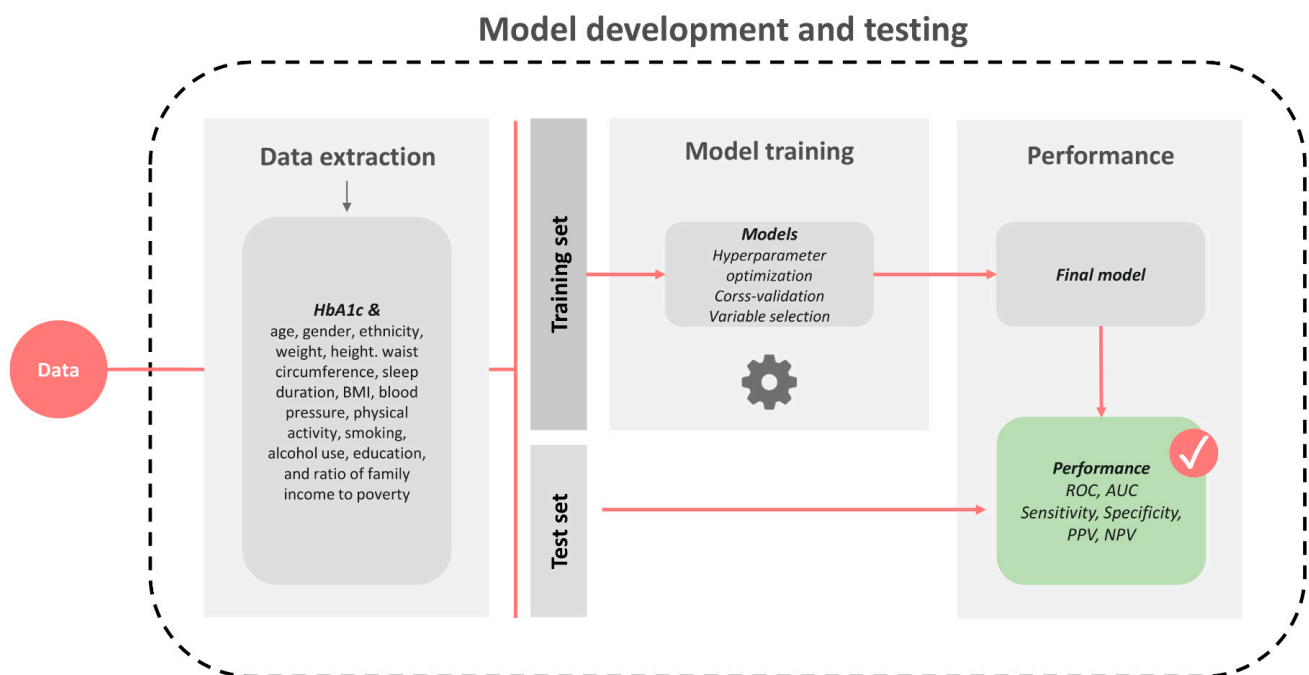 Model development and testing
Data
Data extraction
HbA1c &
age, gender, ethnicity,
weight, height. waist
circumference, sleep
duration, BMI, blood
pressure, physical
activity, smoking,
alcohol use, education,
and ratio of family
income to poverty
Training set
Test set
Model training
Models
Hyperparameter
optimization
Corss-validation
Variable selection
Performance
Final model
Performance
ROC, AUC
Sensitivity, Specificity,
PPV, NPV